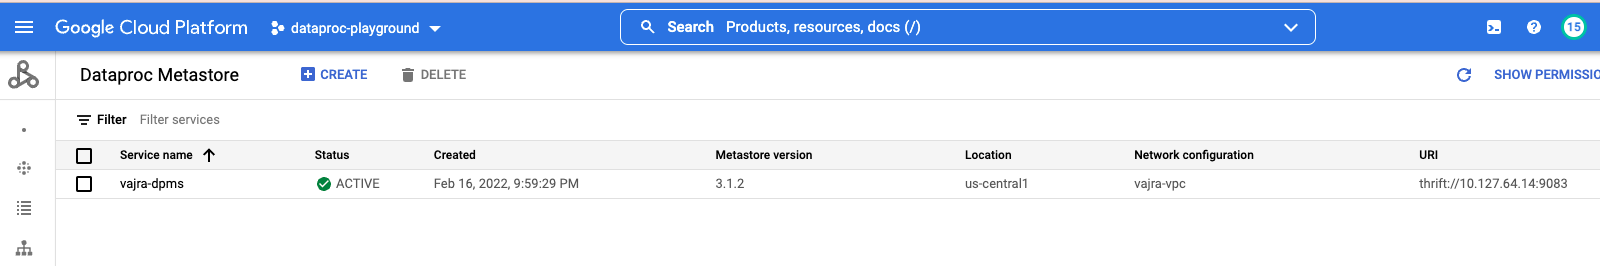 Google Cloud Platform dataproc-playground Search Products, resources, docs (/) 15
Dataproc Metastore CREATE DELETE SHOW PERMISSIO
Filter Filter services
Service name Status Created Metastore version Location Network configuration URI
vajra-dpms ACTIVE Feb 16, 2022, 9:59:29 PM 3.1.2 us-central1 vajra-vpc thrift://10.127.64.14:9083